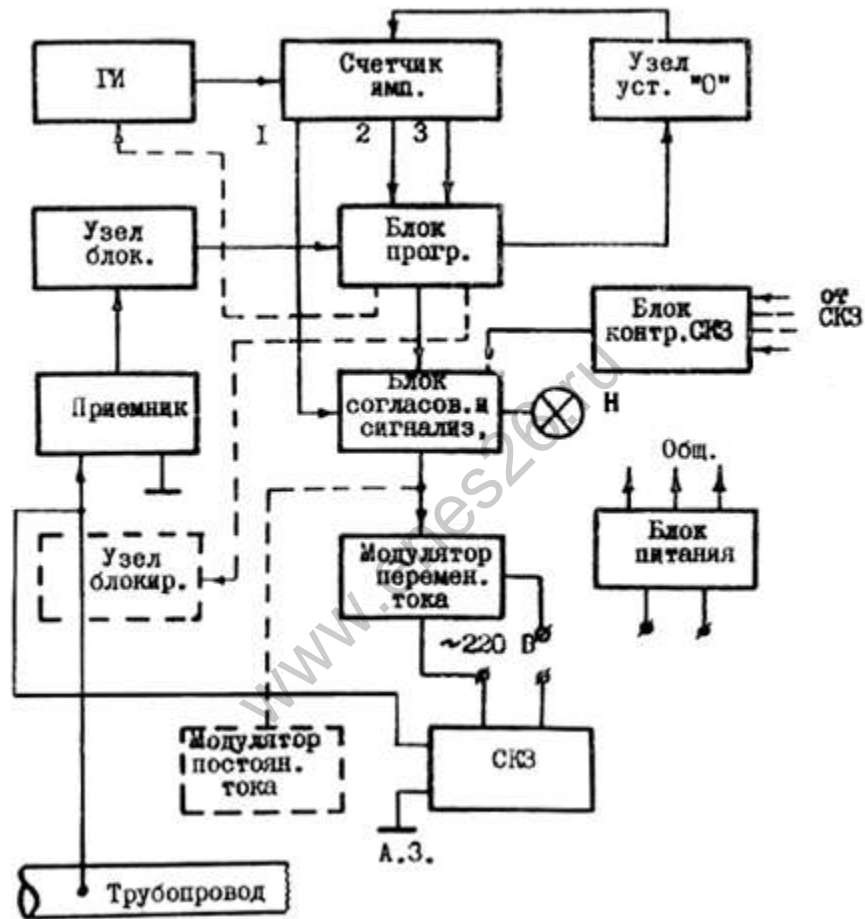 ГИ
Счетчик
имп.
Узел
уст. "О"
I
2
3
Узел
блок.
Блок
прогр.
Блок
контр.СКЗ
от
СКЗ
Приемник
Блок
согласов.и
сигнализ,
Н
Общ.
Узел
блокир.
Модулятор
перемен.
тока
Блок
питания
~220 В
Модулятор
постоян.
тока
СКЗ
А.З.
Трубопровод